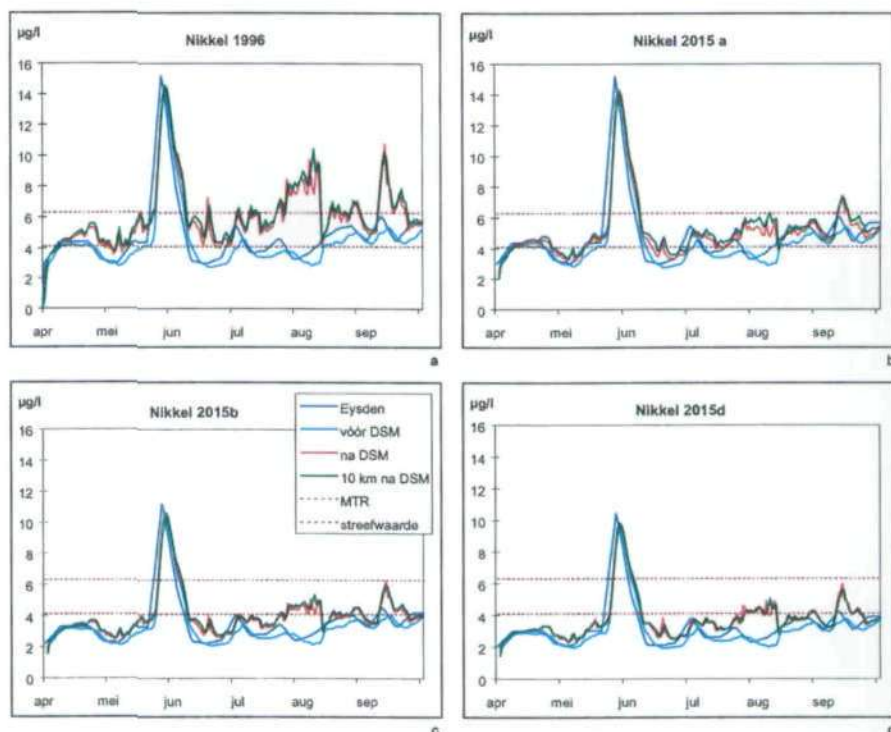 µg/l
Nikkel 1996
16
14
12
10
8
6
4
2
0
apr mei jun jul aug sep
a
µg/l
Nikkel 2015 a
16
14
12
10
8
6
4
2
0
apr mei jun jul aug sep
b
µg/l
Nikkel 2015b
16
14
12
10
8
6
4
2
0
apr mei jun jul aug sep
Eysden
vóór DSM
na DSM
10 km na DSM
MTR
streefwaarde
c
µg/l
Nikkel 2015d
16
14
12
10
8
6
4
2
0
apr mei jun jul aug sep